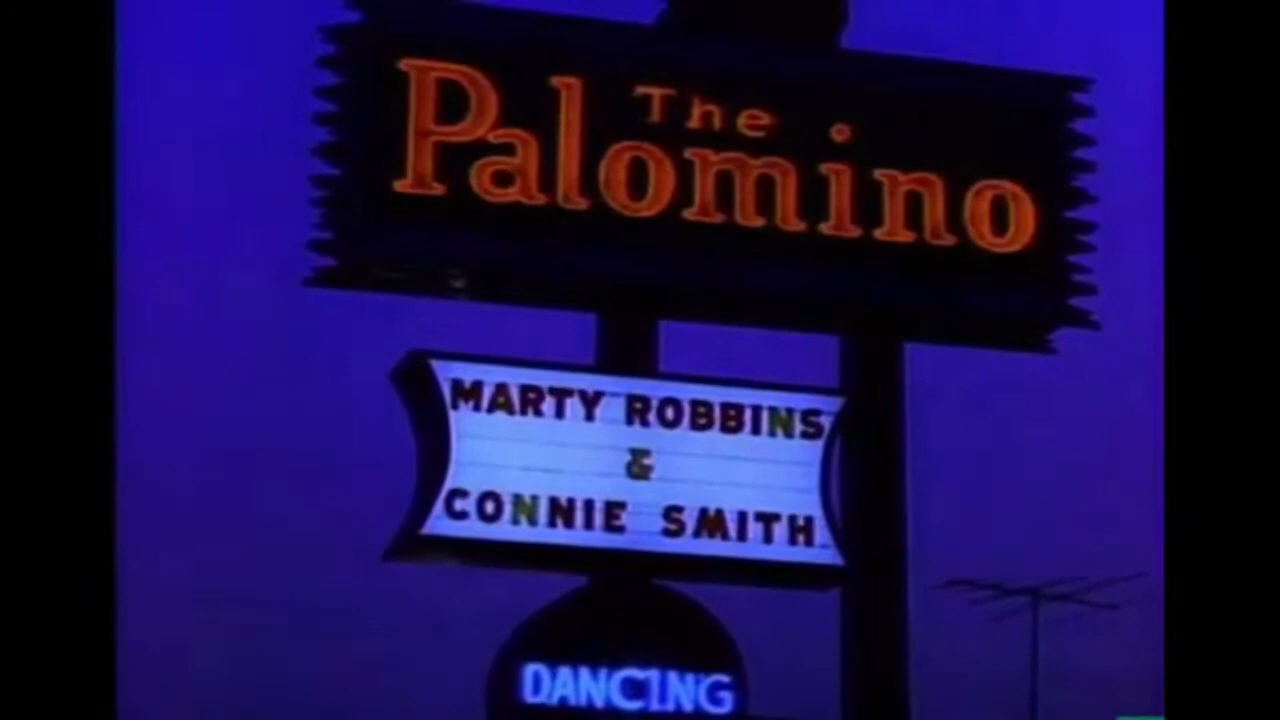 The
Palomino
MARTY ROBBINS
&
CONNIE SMITH
DANCING